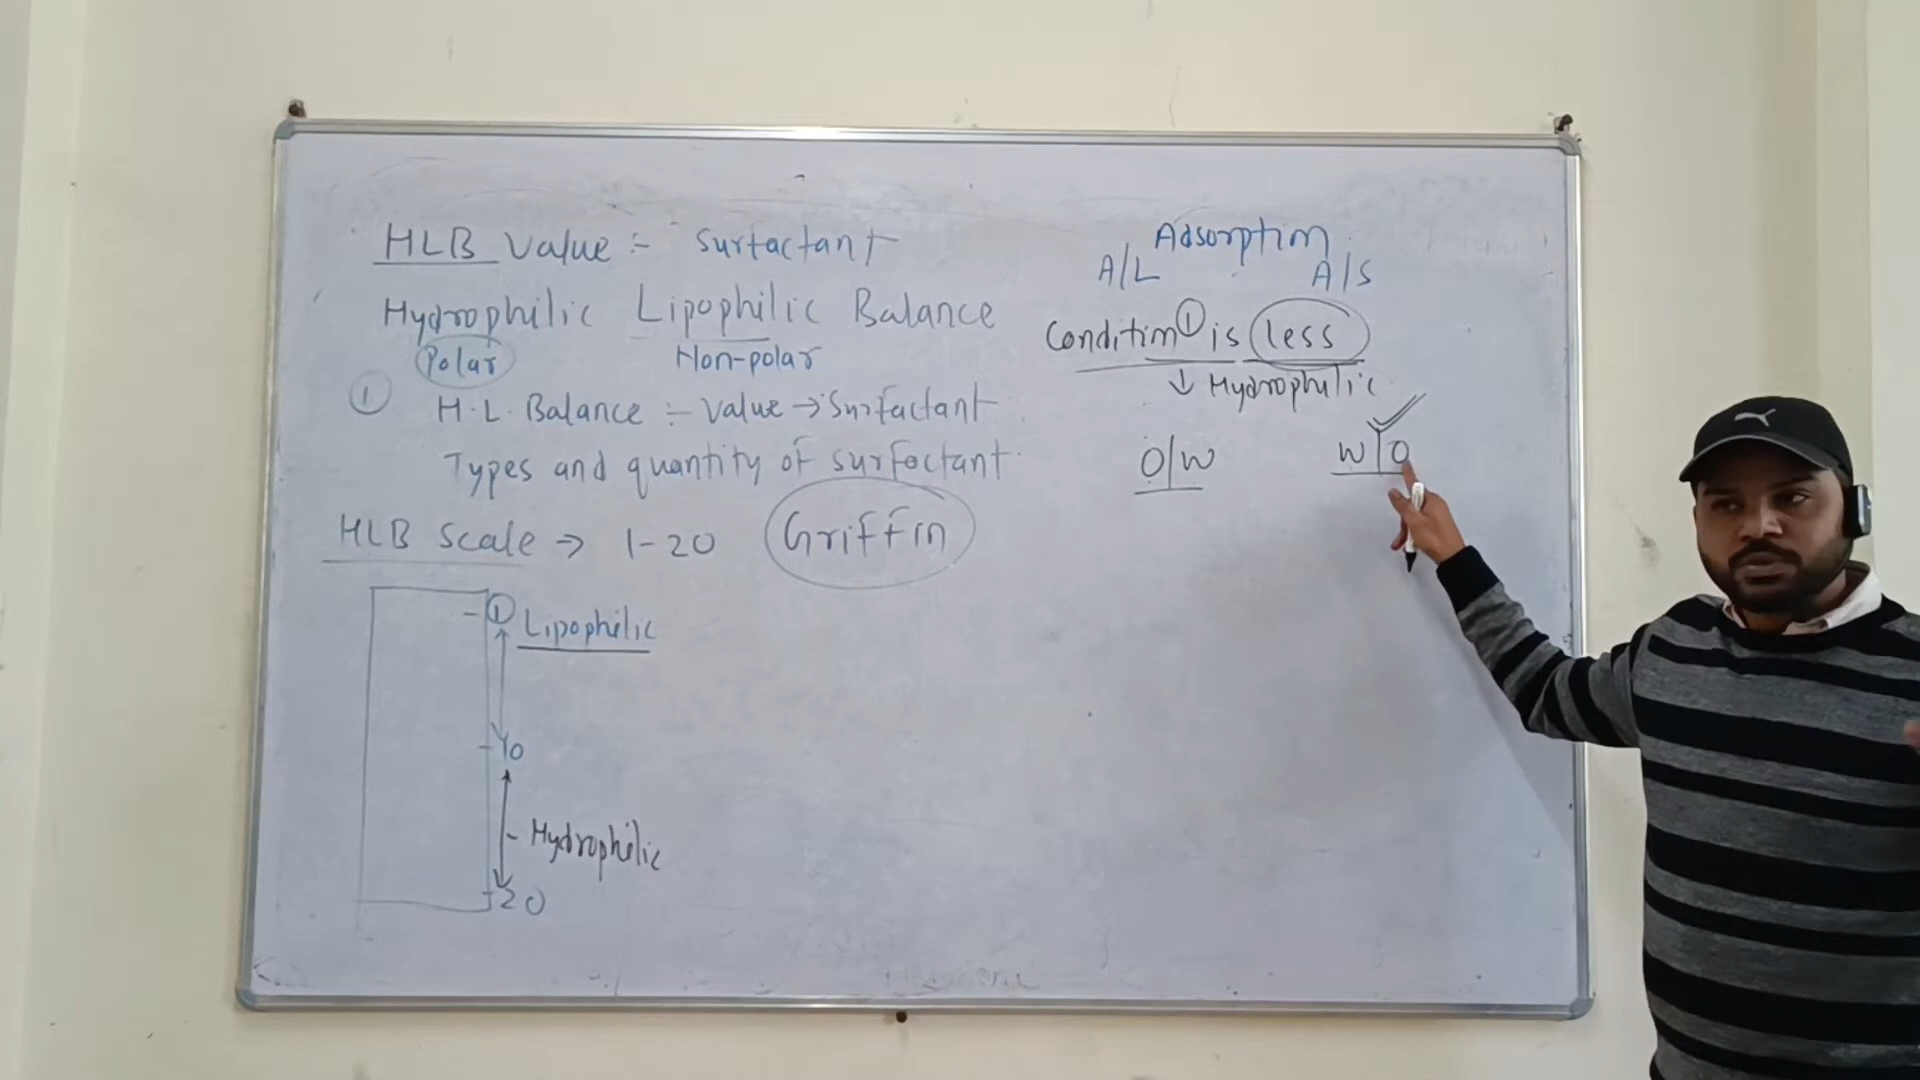 HLB Value :- Surfactant
Hydrophilic Lipophilic Balance
Polar Non-polar
① H.L. Balance :- Value → Surfactant
Types and quantity of surfactant.
HLB Scale → 1-20 Griffin
① Lipophilic
10
Hydrophilic
20
Adsorption
A/L A/S
Condition ① is less
↓ Hydrophilic
O/W W/O